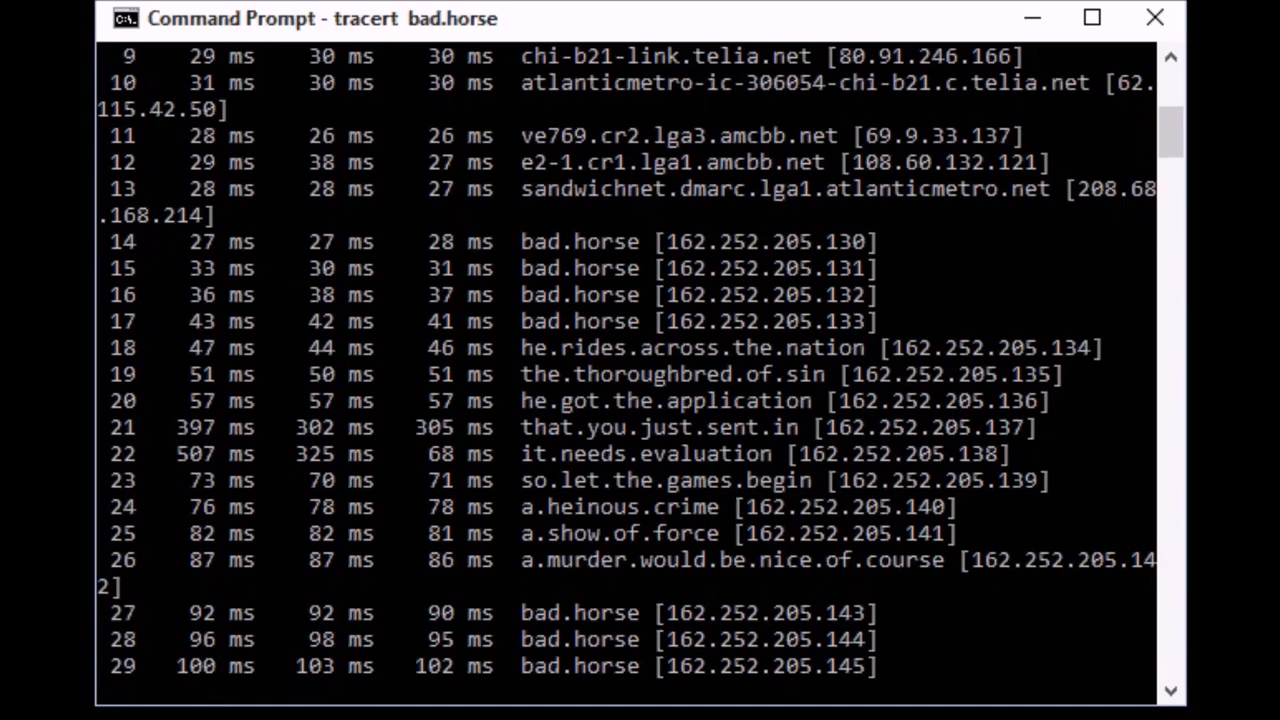 Command Prompt - tracert  bad.horse
9    29 ms    30 ms    30 ms  chi-b21-link.telia.net [80.91.246.166]
10    31 ms    30 ms    30 ms  atlanticmetro-ic-306054-chi-b21.c.telia.net [62.
115.42.50]
11    28 ms    26 ms    26 ms  ve769.cr2.lga3.amcbb.net [69.9.33.137]
12    29 ms    38 ms    27 ms  e2-1.cr1.lga1.amcbb.net [108.60.132.121]
13    28 ms    28 ms    27 ms  sandwichnet.dmarc.lga1.atlanticmetro.net [208.68
.168.214]
14    27 ms    27 ms    28 ms  bad.horse [162.252.205.130]
15    33 ms    30 ms    31 ms  bad.horse [162.252.205.131]
16    36 ms    38 ms    37 ms  bad.horse [162.252.205.132]
17    43 ms    42 ms    41 ms  bad.horse [162.252.205.133]
18    47 ms    44 ms    46 ms  he.rides.across.the.nation [162.252.205.134]
19    51 ms    50 ms    51 ms  the.thoroughbred.of.sin [162.252.205.135]
20    57 ms    57 ms    57 ms  he.got.the.application [162.252.205.136]
21   397 ms   302 ms   305 ms  that.you.just.sent.in [162.252.205.137]
22   507 ms   325 ms    68 ms  it.needs.evaluation [162.252.205.138]
23    73 ms    70 ms    71 ms  so.let.the.games.begin [162.252.205.139]
24    76 ms    78 ms    78 ms  a.heinous.crime [162.252.205.140]
25    82 ms    82 ms    81 ms  a.show.of.force [162.252.205.141]
26    87 ms    87 ms    86 ms  a.murder.would.be.nice.of.course [162.252.205.14
2]
27    92 ms    92 ms    90 ms  bad.horse [162.252.205.143]
28    96 ms    98 ms    95 ms  bad.horse [162.252.205.144]
29   100 ms   103 ms   102 ms  bad.horse [162.252.205.145]